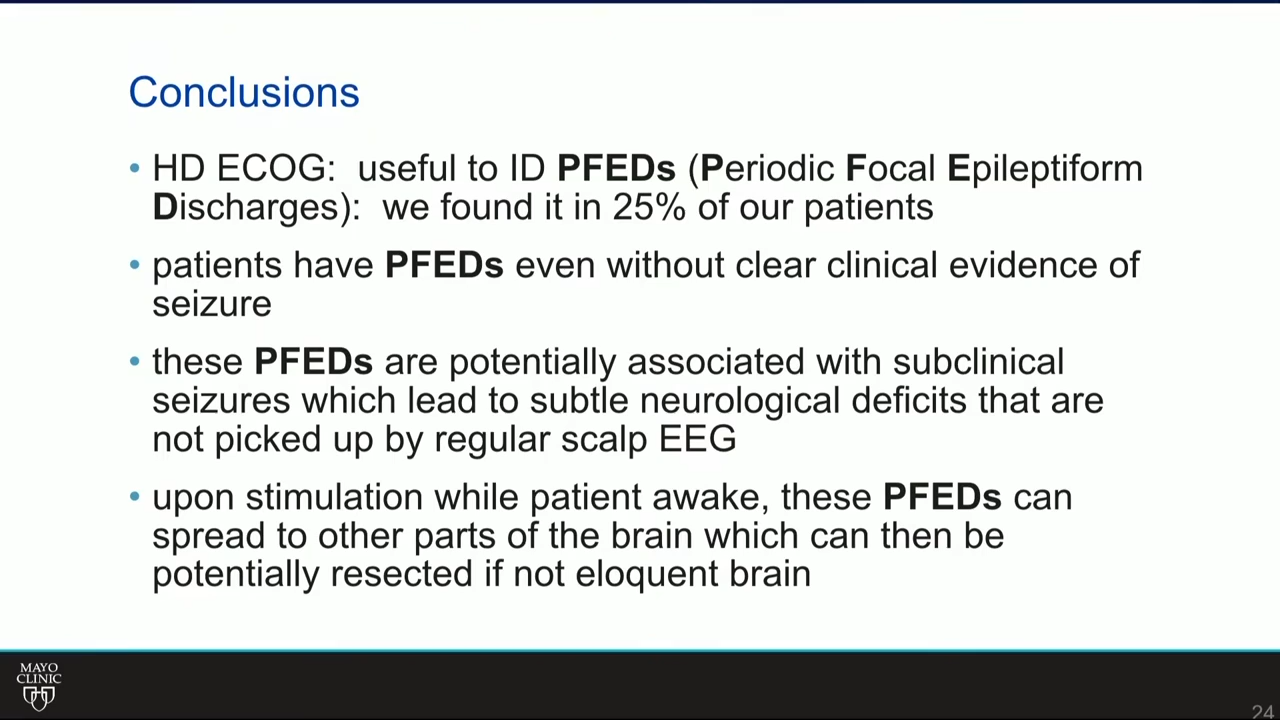 Conclusions
• HD ECOG: useful to ID PFEDs (Periodic Focal Epileptiform
Discharges): we found it in 25% of our patients
• patients have PFEDs even without clear clinical evidence of
seizure
• these PFEDs are potentially associated with subclinical
seizures which lead to subtle neurological deficits that are
not picked up by regular scalp EEG
• upon stimulation while patient awake, these PFEDs can
spread to other parts of the brain which can then be
potentially resected if not eloquent brain
MAYO
CLINIC
24